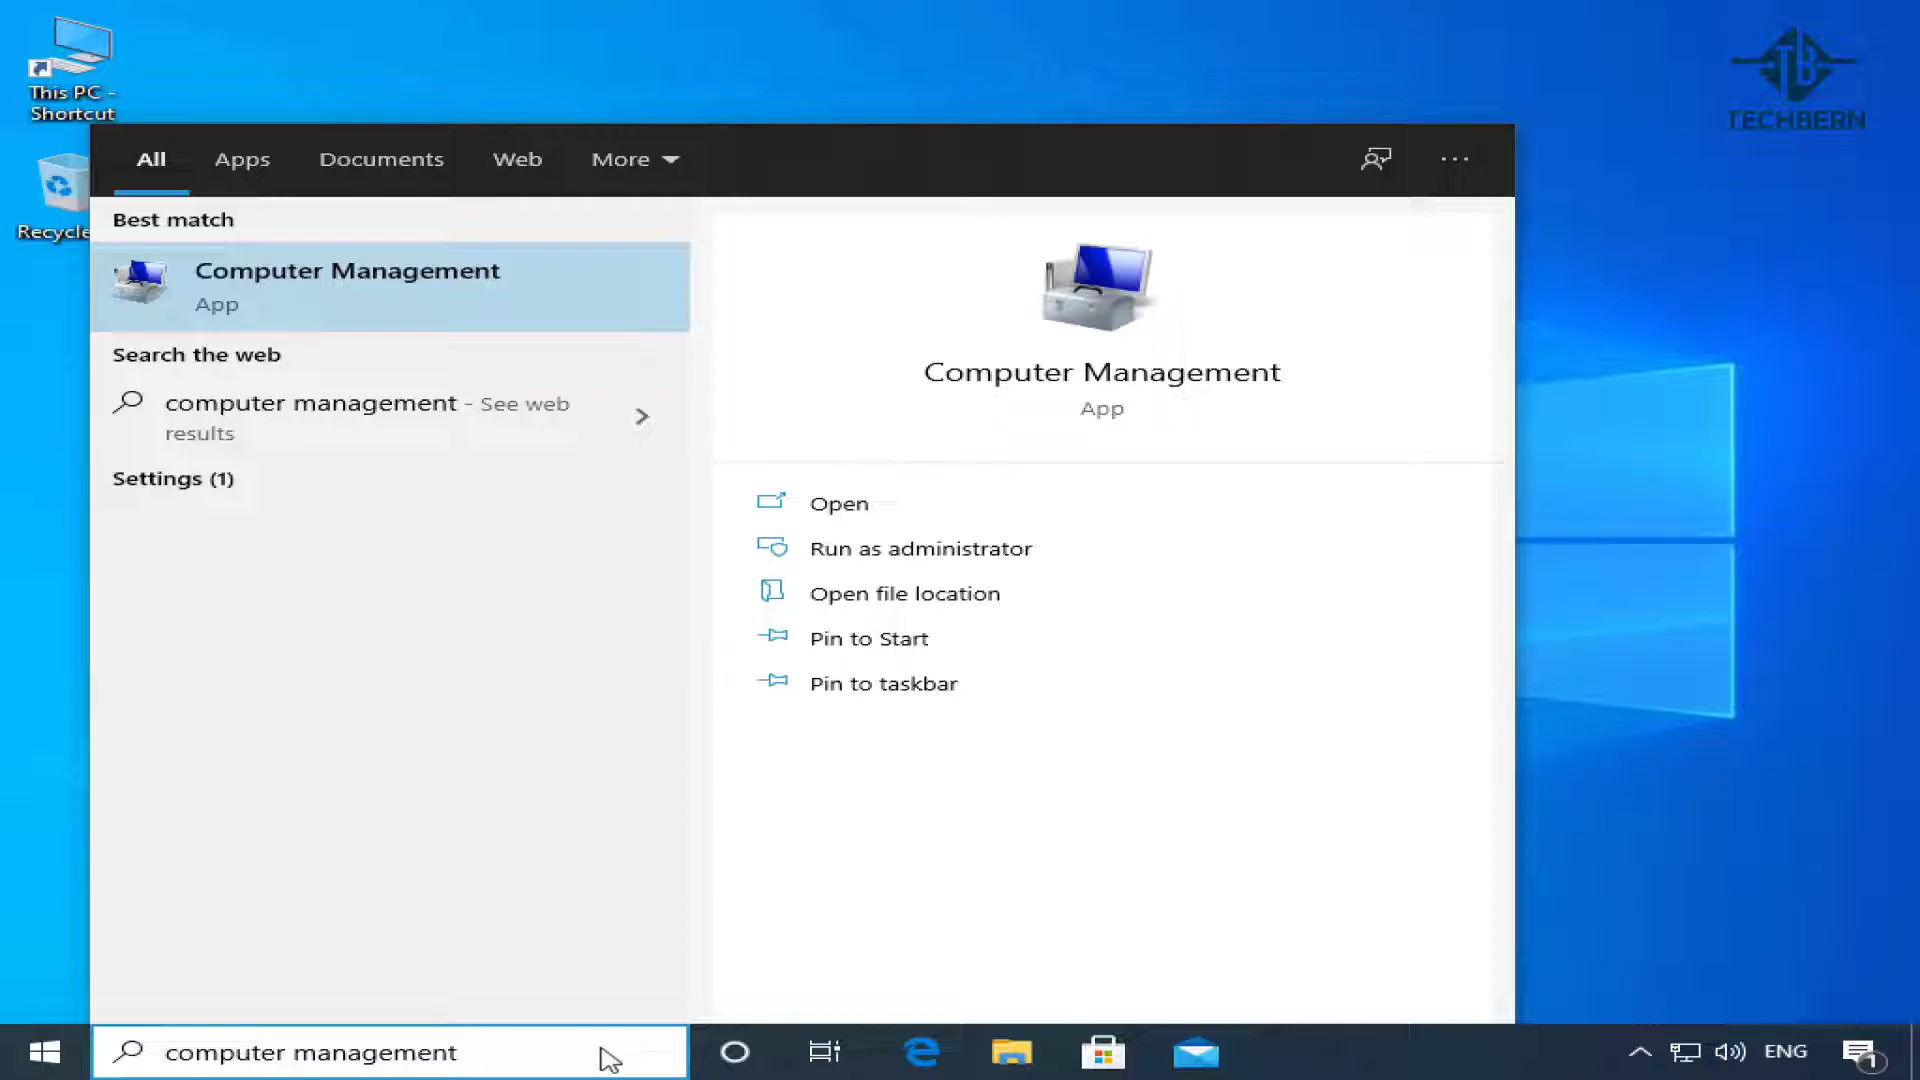 This PC -
Shortcut
TECHBERN
Recycle
All
Apps
Documents
Web
More
Best match
Computer Management
App
Search the web
computer management - See web
results
Settings (1)
Computer Management
App
Open
Run as administrator
Open file location
Pin to Start
Pin to taskbar
computer management
ENG
1